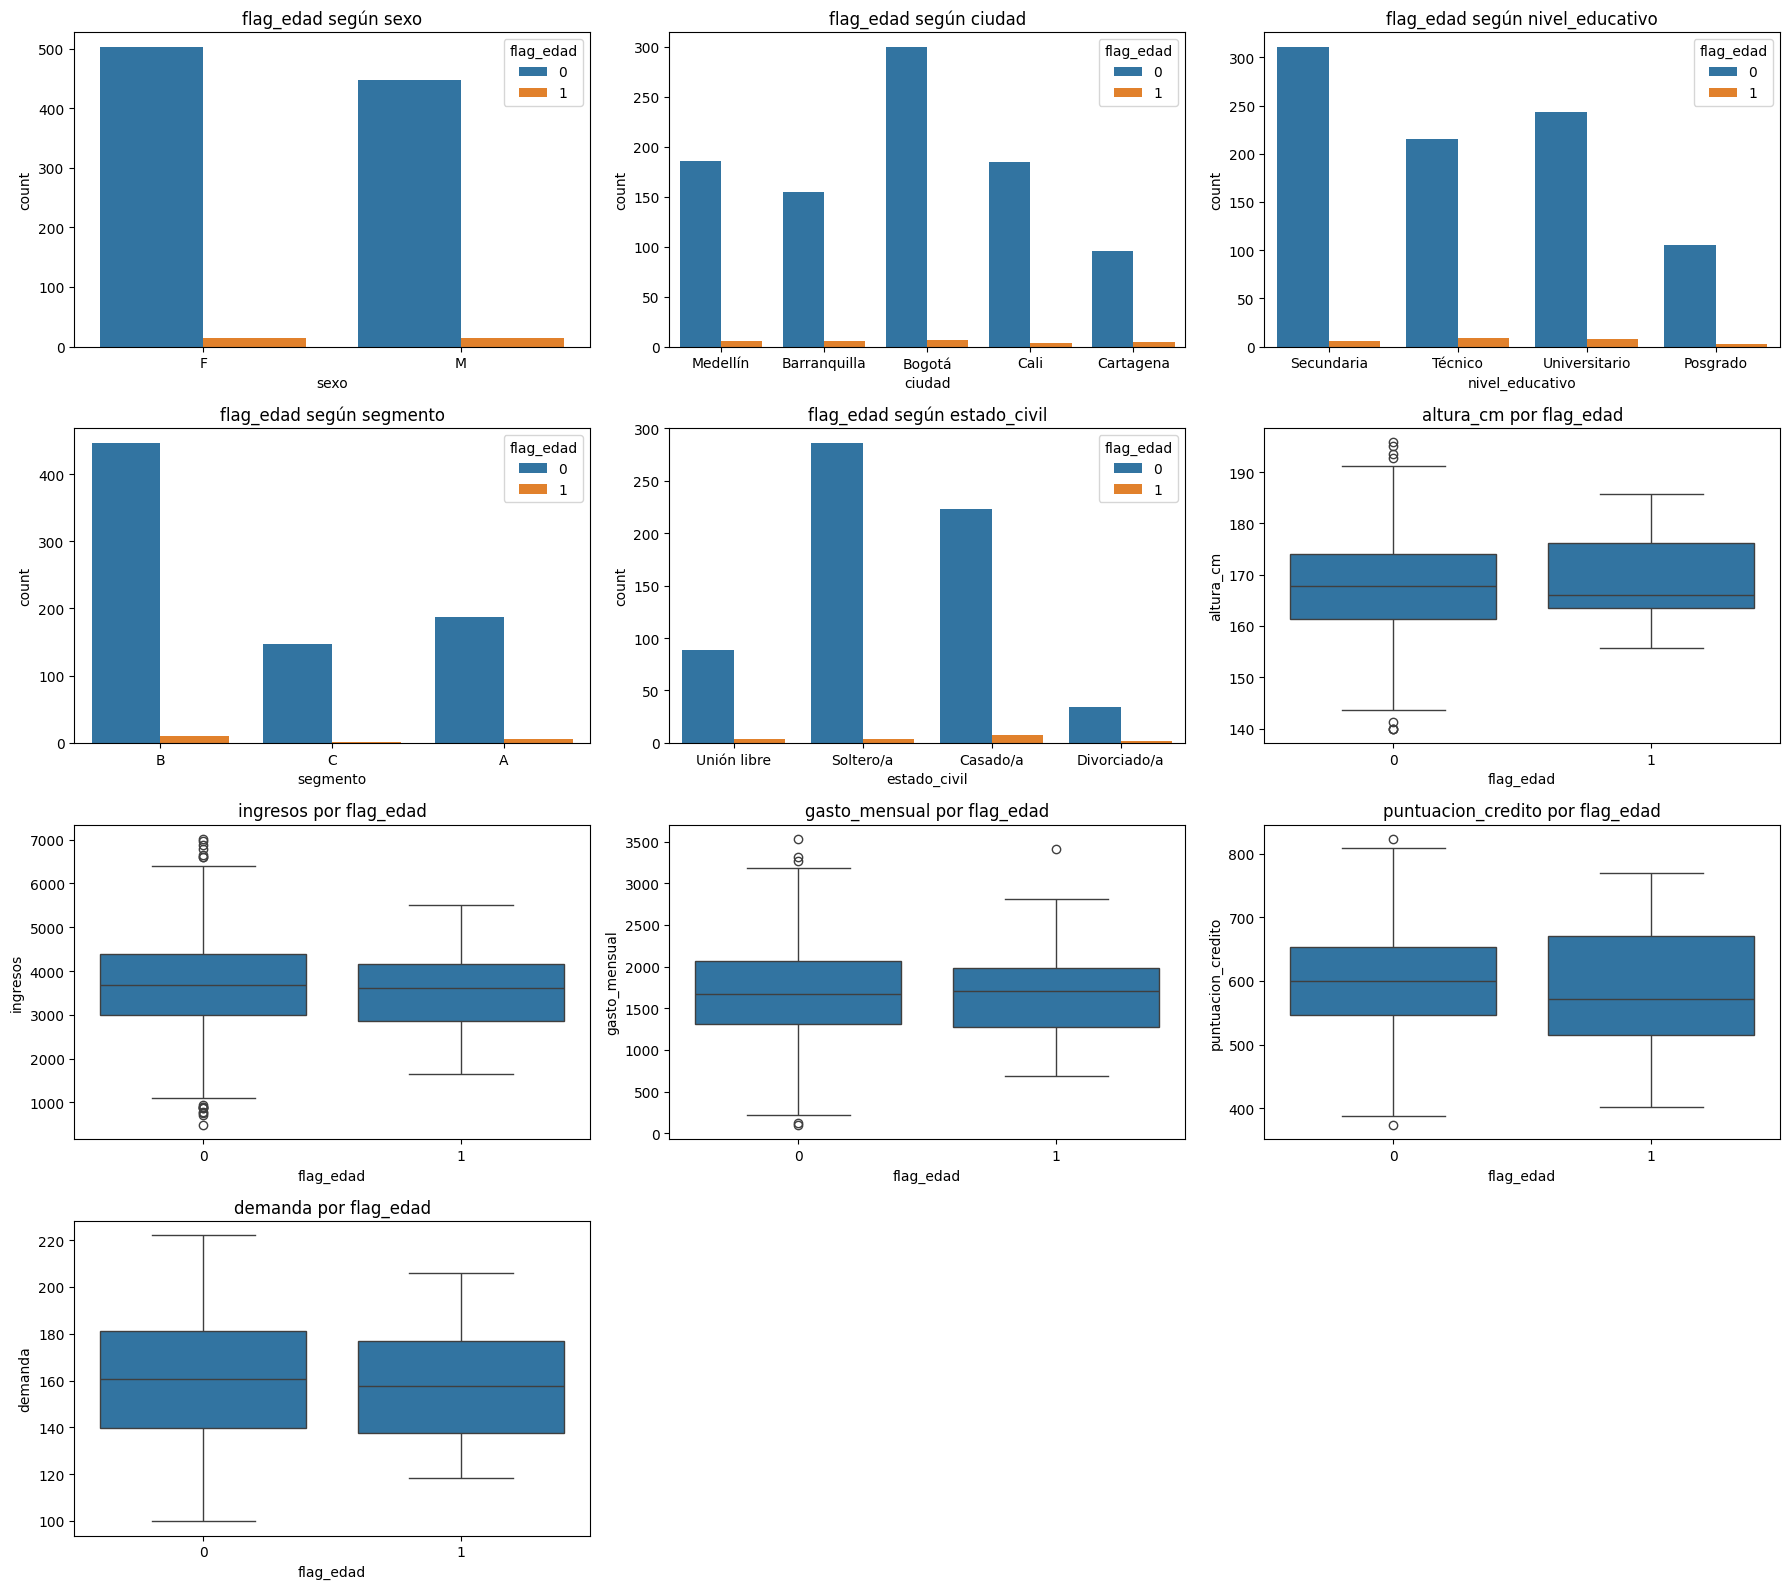 flag_edad según sexo
500
400
300
200
100
0
count
F
M
sexo
flag_edad
0
1
flag_edad según ciudad
300
250
200
150
100
50
0
count
Medellín
Barranquilla
Bogotá
Cali
Cartagena
ciudad
flag_edad
0
1
flag_edad según nivel_educativo
300
250
200
150
100
50
0
count
Secundaria
Técnico
Universitario
Posgrado
nivel_educativo
flag_edad
0
1
flag_edad según segmento
400
300
200
100
0
count
B
C
A
segmento
flag_edad
0
1
flag_edad según estado_civil
300
250
200
150
100
50
0
count
Unión libre
Soltero/a
Casado/a
Divorciado/a
estado_civil
flag_edad
0
1
altura_cm por flag_edad
190
180
170
160
150
140
altura_cm
0
1
flag_edad
ingresos por flag_edad
7000
6000
5000
4000
3000
2000
1000
ingresos
0
1
flag_edad
gasto_mensual por flag_edad
3500
3000
2500
2000
1500
1000
500
0
gasto_mensual
0
1
flag_edad
puntuacion_credito por flag_edad
800
700
600
500
400
puntuacion_credito
0
1
flag_edad
demanda por flag_edad
220
200
180
160
140
120
100
demanda
0
1
flag_edad